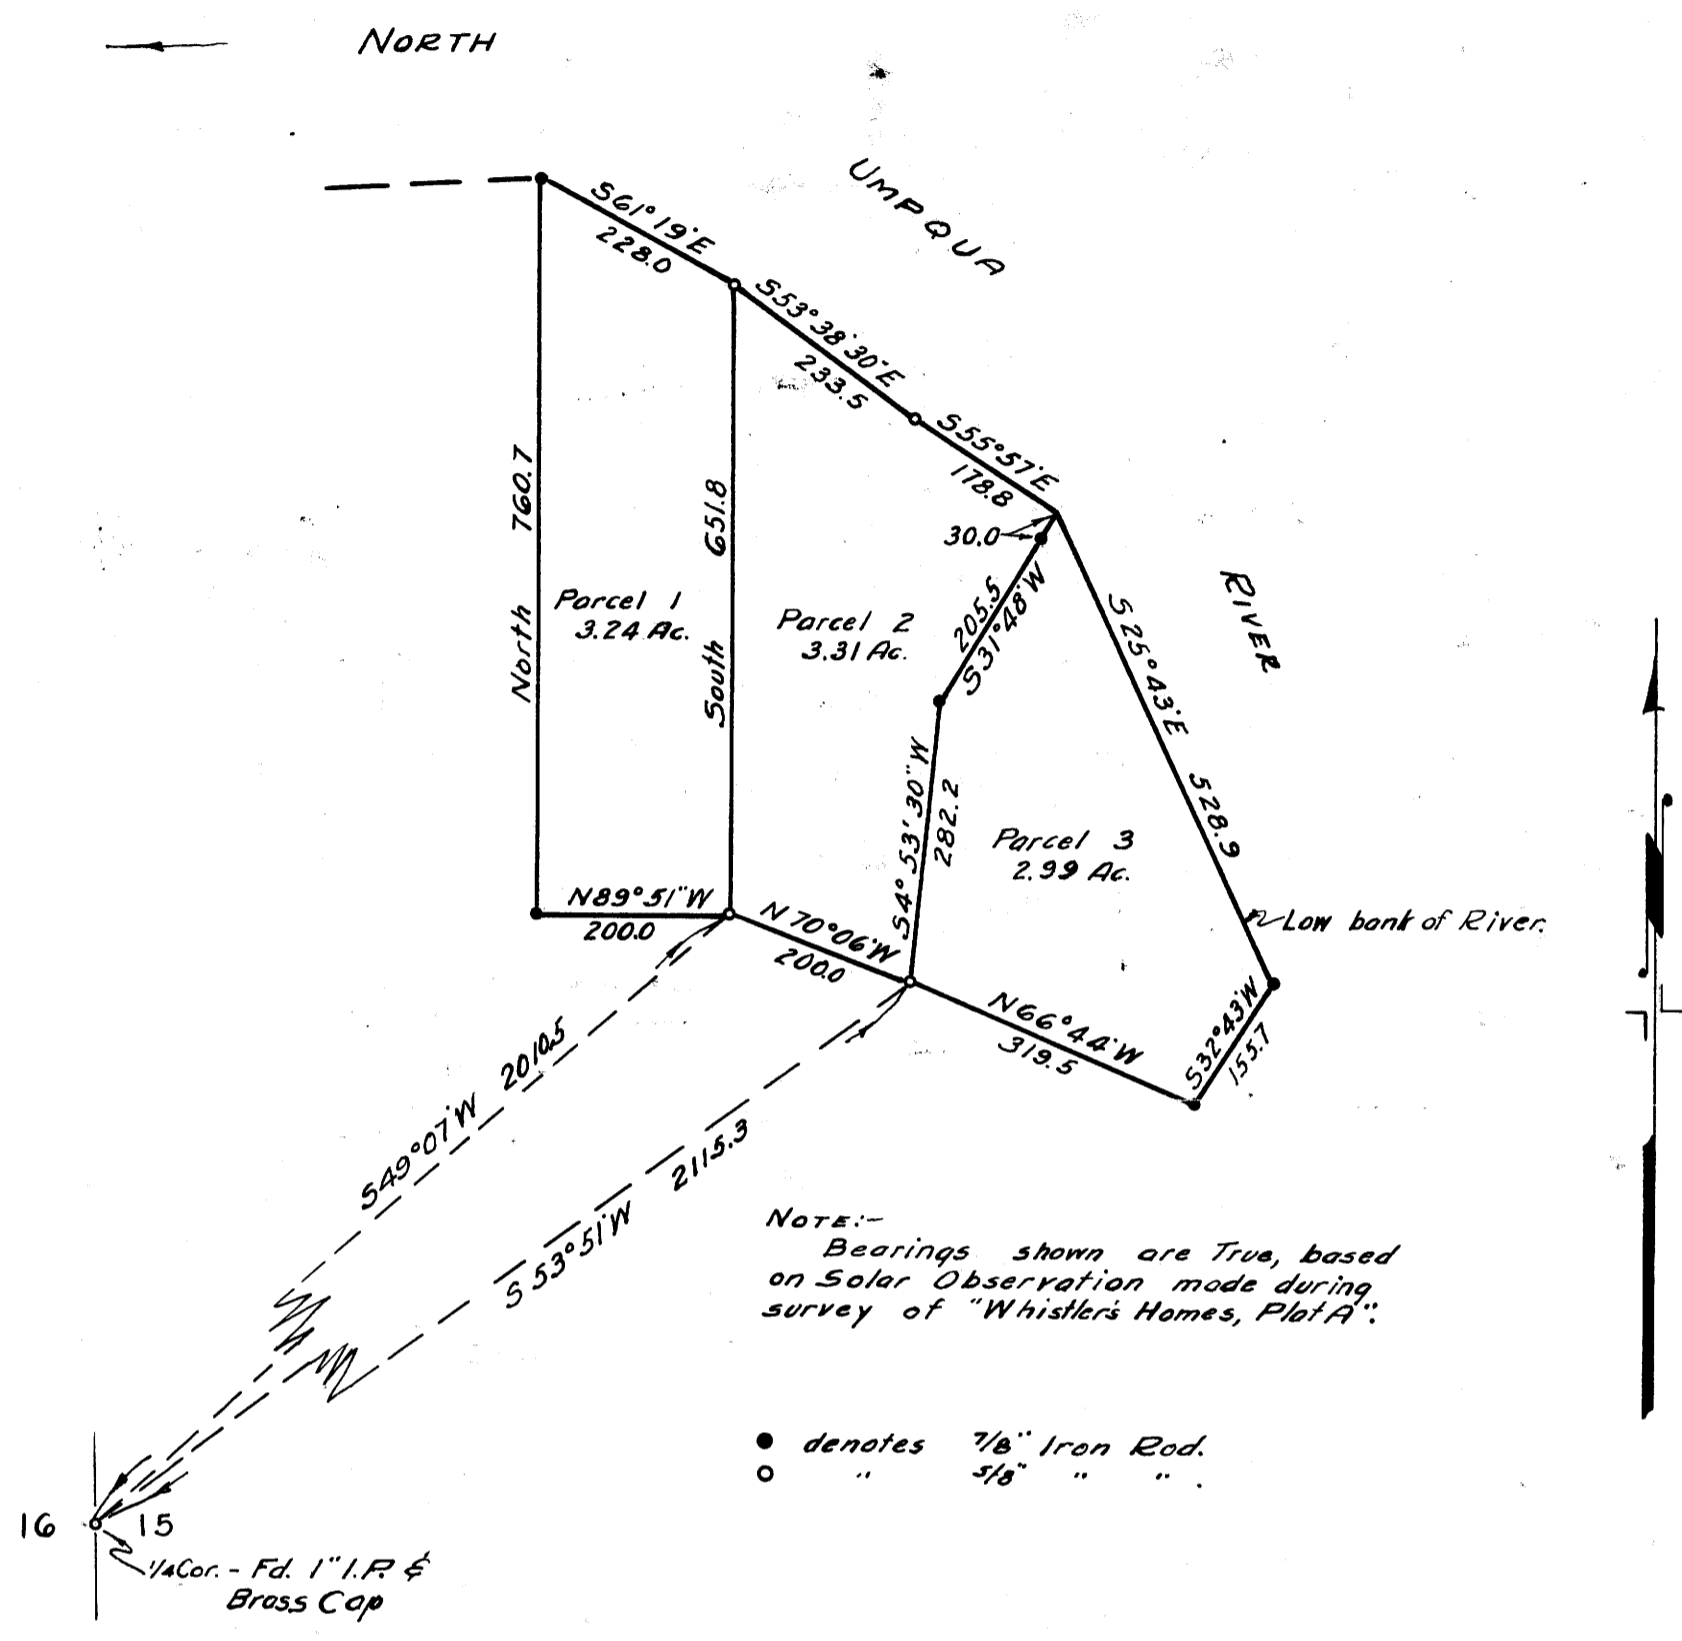 NORTH
UMPQUA
RIVER
S61°19'E
228.0
S53°38'30"E
233.5
S55°57'E
178.8
30.0
205.5
S31°48'W
S25°43'E 528.9
North 760.7
South 651.8
Parcel 1
3.24 Ac.
Parcel 2
3.31 Ac.
S4°53'30"W
282.2
Parcel 3
2.99 Ac.
Low bank of River.
N89°51"W
200.0
N70°06'W
200.0
N66°44'W
319.5
S32°43'W
155.7
S49°07'W 2010.5
S53°51'W 2115.3
NOTE:-
Bearings shown are True, based
on Solar Observation made during
survey of "Whistler's Homes, Plat A".
denotes 7/8" Iron Rod.
" 5/8" " " .
16 15
1/4 Cor. - Fd. 1" I.P. &
Brass Cap